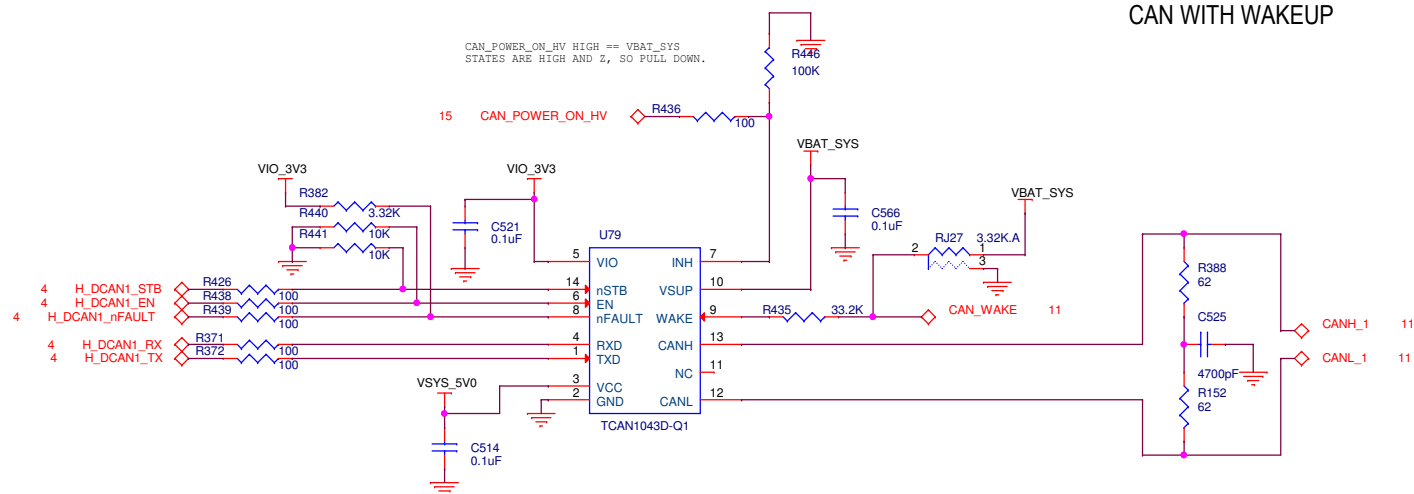 CAN WITH WAKEUP
CAN_POWER_ON_HV HIGH == VBAT_SYS
STATES ARE HIGH AND Z, SO PULL DOWN.
R446
100K
15 CAN_POWER_ON_HV R436 100
VBAT_SYS
VIO_3V3 VIO_3V3
VBAT_SYS
R382 3.32K
R440 10K
R441 10K
C521
0.1uF
C566
0.1uF
RJ27 3.32K.A
2 1 3
U79
5 VIO INH 7
14 nSTB VSUP 10
6 EN
8 nFAULT WAKE 9
4 RXD CANH 13
1 TXD NC 11
3 VCC
2 GND CANL 12
TCAN1043D-Q1
4 H_DCAN1_STB R426 100
4 H_DCAN1_EN R438 100
4 H_DCAN1_nFAULT R439 100
4 H_DCAN1_RX R371 100
4 H_DCAN1_TX R372 100
R435 33.2K CAN_WAKE 11
R388
62
C525
4700pF
R152
62
CANH_1 11
CANL_1 11
VSYS_5V0
C514
0.1uF